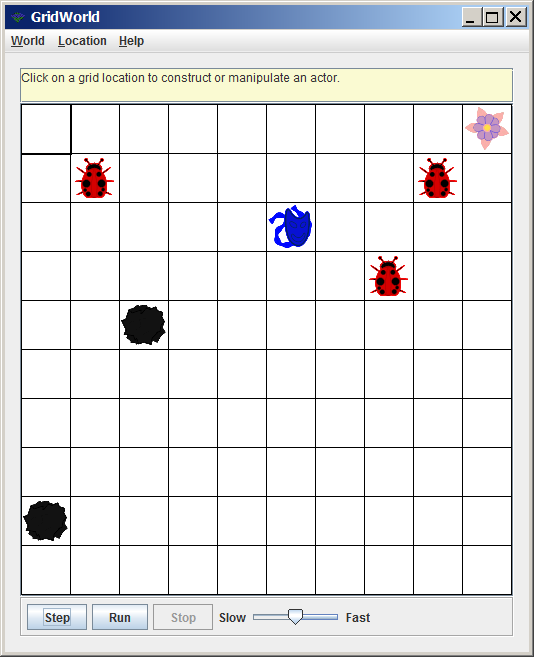 GridWorld
World Location Help
Click on a grid location to construct or manipulate an actor.
Step Run Stop Slow Fast